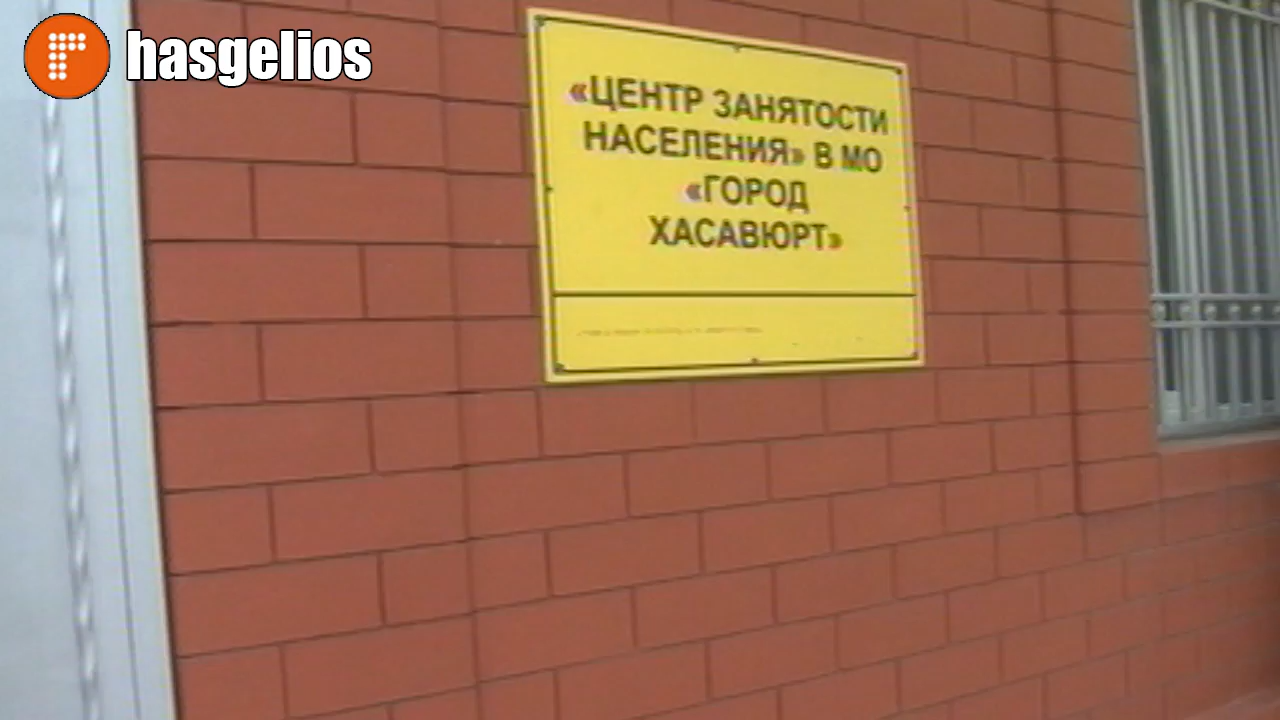 hasgelios
«ЦЕНТР ЗАНЯТОСТИ
НАСЕЛЕНИЯ» В МО
«ГОРОД
ХАСАВЮРТ»